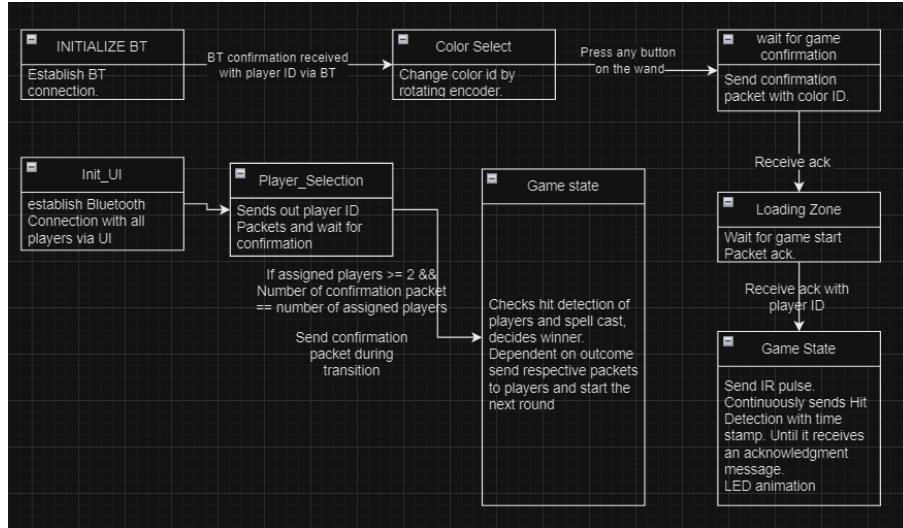 INITIALIZE BT
Establish BT
connection.
BT confirmation received
with player ID via BT
Color Select
Change color id by
rotating encoder.
Press any button
on the wand
wait for game
confirmation
Send confirmation
packet with color ID.
Receive ack
Loading Zone
Wait for game start
Packet ack.
Receive ack with
player ID
Game State
Send IR pulse.
Continuously sends Hit
Detection with time
stamp. Until it receives
an acknowledgment
message.
LED animation
Init_UI
establish Bluetooth
Connection with all
players via UI
Player_Selection
Sends out player ID
Packets and wait for
confirmation
If assigned players >= 2 &&
Number of confirmation packet
== number of assigned players
Send confirmation
packet during
transition
Game state
Checks hit detection of
players and spell cast,
decides winner.
Dependent on outcome
send respective packets
to players and start the
next round